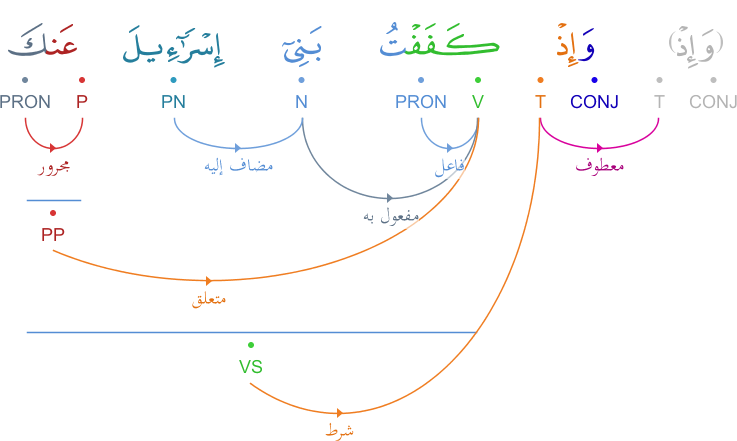 (وَإِذْ) وَإِذْ كَفَفْتُ بَنِىٓ إِسْرَٰٓءِيلَ عَنكَ
PRON P PN N PRON V T CONJ T CONJ
مجرور مضاف إليه فاعل معطوف
مفعول به
PP
متعلق
VS
شرط